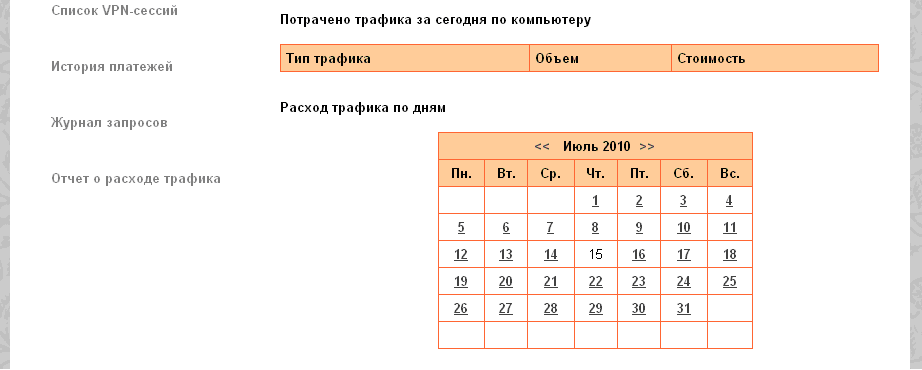 Список VPN-сессий
История платежей
Журнал запросов
Отчет о расходе трафика
Потрачено трафика за сегодня по компьютеру
Тип трафика Объем Стоимость
Расход трафика по дням
<< Июль 2010 >>
Пн. Вт. Ср. Чт. Пт. Сб. Вс.
1 2 3 4
5 6 7 8 9 10 11
12 13 14 15 16 17 18
19 20 21 22 23 24 25
26 27 28 29 30 31